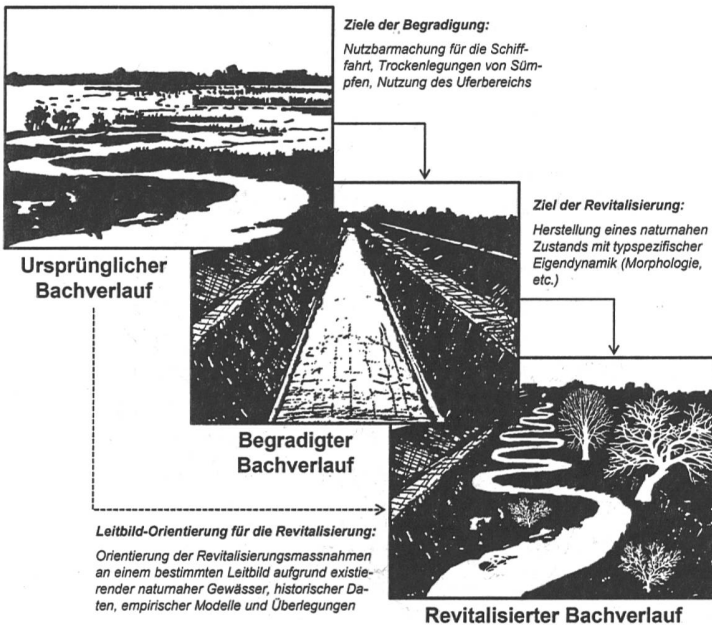 Ziele der Begradigung:
Nutzbarmachung für die Schiff-
fahrt, Trockenlegungen von Süm-
pfen, Nutzung des Uferbereichs
Ziel der Revitalisierung:
Herstellung eines naturnahen
Zustands mit typspezifischer
Eigendynamik (Morphologie,
etc.)
Ursprünglicher
Bachverlauf
Begradigter
Bachverlauf
Leitbild-Orientierung für die Revitalisierung:
Orientierung der Revitalisierungsmassnahmen
an einem bestimmten Leitbild aufgrund existie-
render naturnaher Gewässer, historischer Da-
ten, empirischer Modelle und Überlegungen
Revitalisierter Bachverlauf